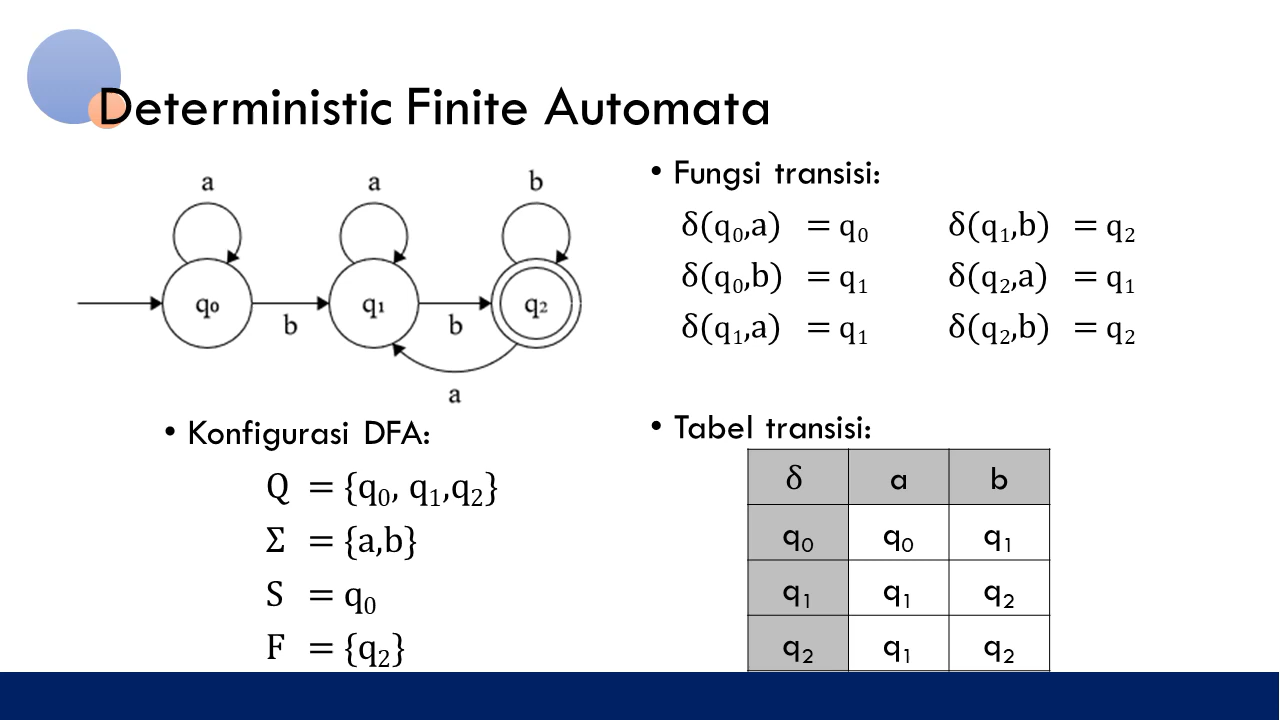 Deterministic Finite Automata
a a b
q₀ q₁ q₂
b b
a
• Konfigurasi DFA:
Q = {q₀, q₁,q₂}
Σ = {a,b}
S = q₀
F = {q₂}
• Fungsi transisi:
δ(q₀,a) = q₀ δ(q₁,b) = q₂
δ(q₀,b) = q₁ δ(q₂,a) = q₁
δ(q₁,a) = q₁ δ(q₂,b) = q₂
• Tabel transisi:
δ a b
q₀ q₀ q₁
q₁ q₁ q₂
q₂ q₁ q₂